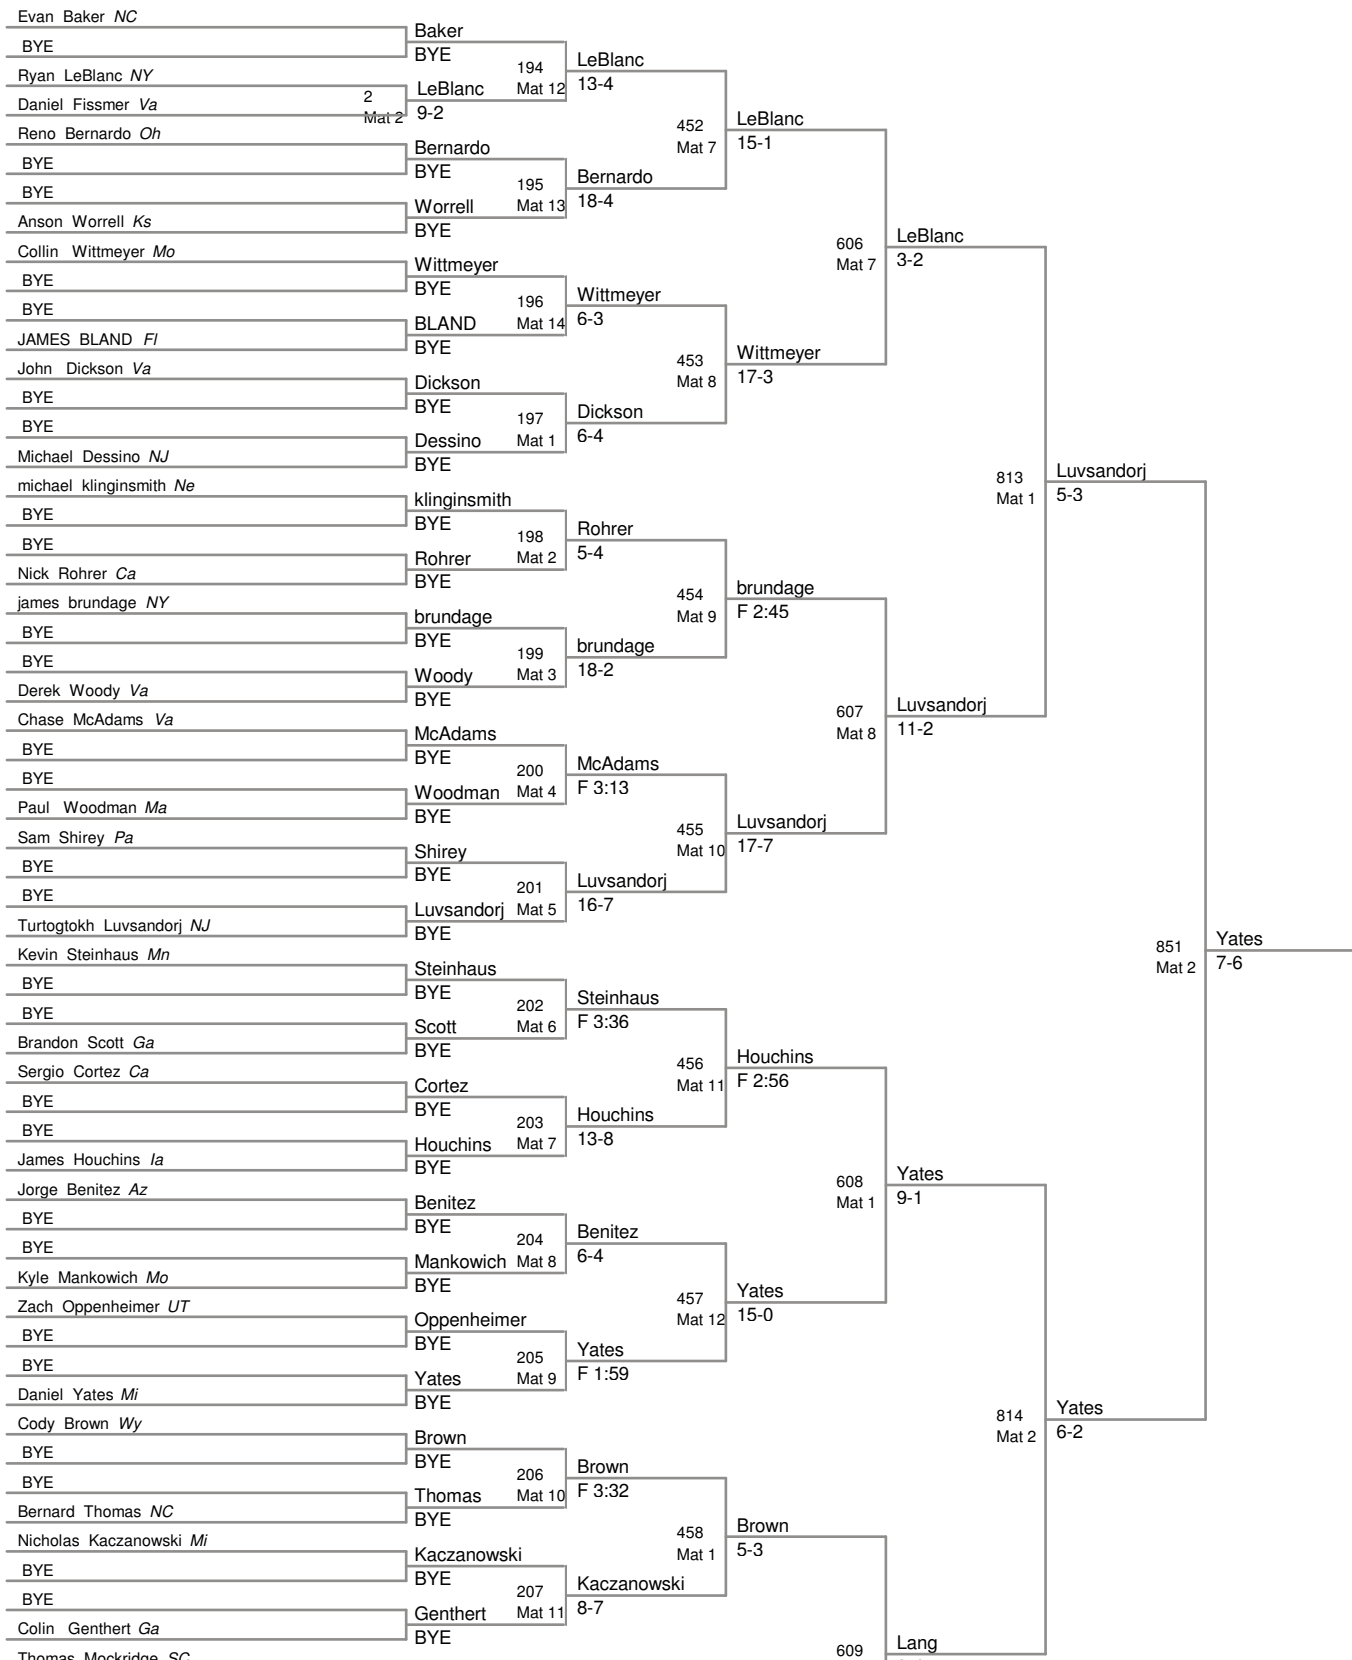 Evan Baker NC
BYE
Ryan LeBlanc NY
Daniel Fissmer Va
Reno Bernardo Oh
BYE
BYE
Anson Worrell Ks
Collin Wittmeyer Mo
BYE
BYE
JAMES BLAND Fl
John Dickson Va
BYE
BYE
Michael Dessino NJ
michael klinginsmith Ne
BYE
BYE
Nick Rohrer Ca
james brundage NY
BYE
BYE
Derek Woody Va
Chase McAdams Va
BYE
BYE
Paul Woodman Ma
Sam Shirey Pa
BYE
BYE
Turtogtokh Luvsandorj NJ
Kevin Steinhaus Mn
BYE
BYE
Brandon Scott Ga
Sergio Cortez Ca
BYE
BYE
James Houchins Ia
Jorge Benitez Az
BYE
BYE
Kyle Mankowich Mo
Zach Oppenheimer UT
BYE
BYE
Daniel Yates Mi
Cody Brown Wy
BYE
BYE
Bernard Thomas NC
Nicholas Kaczanowski Mi
BYE
BYE
Colin Genthert Ga
Thomas Mockridge SC
2
Mat 2
Baker
BYE
LeBlanc
9-2
Bernardo
BYE
Worrell
BYE
Wittmeyer
BYE
BLAND
BYE
Dickson
BYE
Dessino
BYE
klinginsmith
BYE
Rohrer
BYE
brundage
BYE
Woody
BYE
McAdams
BYE
Woodman
BYE
Shirey
BYE
Luvsandorj
BYE
Steinhaus
BYE
Scott
BYE
Cortez
BYE
Houchins
BYE
Benitez
BYE
Mankowich
BYE
Oppenheimer
BYE
Yates
BYE
Brown
BYE
Thomas
BYE
Kaczanowski
BYE
Genthert
BYE
194
Mat 12
195
Mat 13
196
Mat 14
197
Mat 1
198
Mat 2
199
Mat 3
200
Mat 4
201
Mat 5
202
Mat 6
203
Mat 7
204
Mat 8
205
Mat 9
206
Mat 10
207
Mat 11
LeBlanc
13-4
Bernardo
18-4
Wittmeyer
6-3
Dickson
6-4
Rohrer
5-4
brundage
18-2
McAdams
F 3:13
Luvsandorj
16-7
Steinhaus
F 3:36
Houchins
13-8
Benitez
6-4
Yates
F 1:59
Brown
F 3:32
Kaczanowski
8-7
452
Mat 7
453
Mat 8
454
Mat 9
455
Mat 10
456
Mat 11
457
Mat 12
458
Mat 1
LeBlanc
15-1
Wittmeyer
17-3
brundage
F 2:45
Luvsandorj
17-7
Houchins
F 2:56
Yates
15-0
Brown
5-3
606
Mat 7
607
Mat 8
608
Mat 1
609
LeBlanc
3-2
Luvsandorj
11-2
Yates
9-1
Lang
813
Mat 1
814
Mat 2
Luvsandorj
5-3
Yates
6-2
851
Mat 2
Yates
7-6